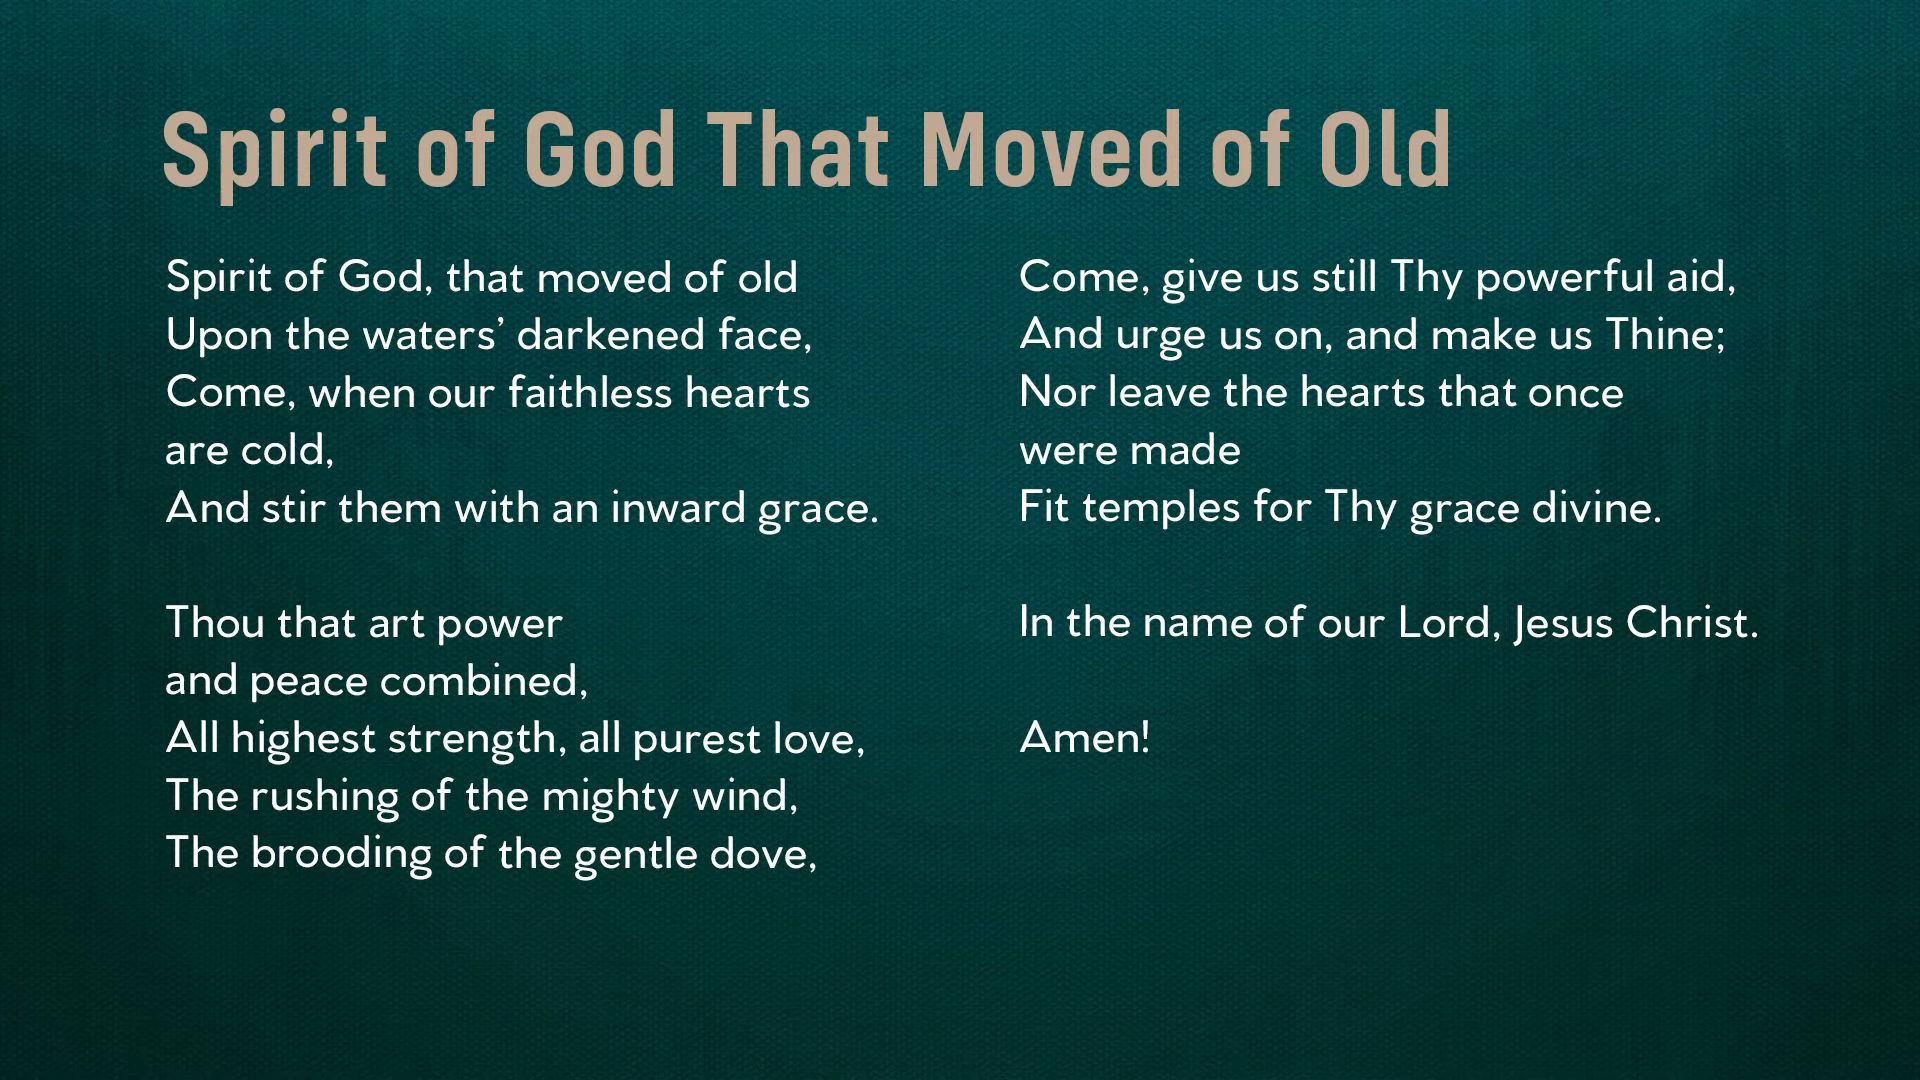 Spirit of God That Moved of Old
Spirit of God, that moved of old
Upon the waters’ darkened face,
Come, when our faithless hearts
are cold,
And stir them with an inward grace.
Thou that art power
and peace combined,
All highest strength, all purest love,
The rushing of the mighty wind,
The brooding of the gentle dove,
Come, give us still Thy powerful aid,
And urge us on, and make us Thine;
Nor leave the hearts that once
were made
Fit temples for Thy grace divine.
In the name of our Lord, Jesus Christ.
Amen!